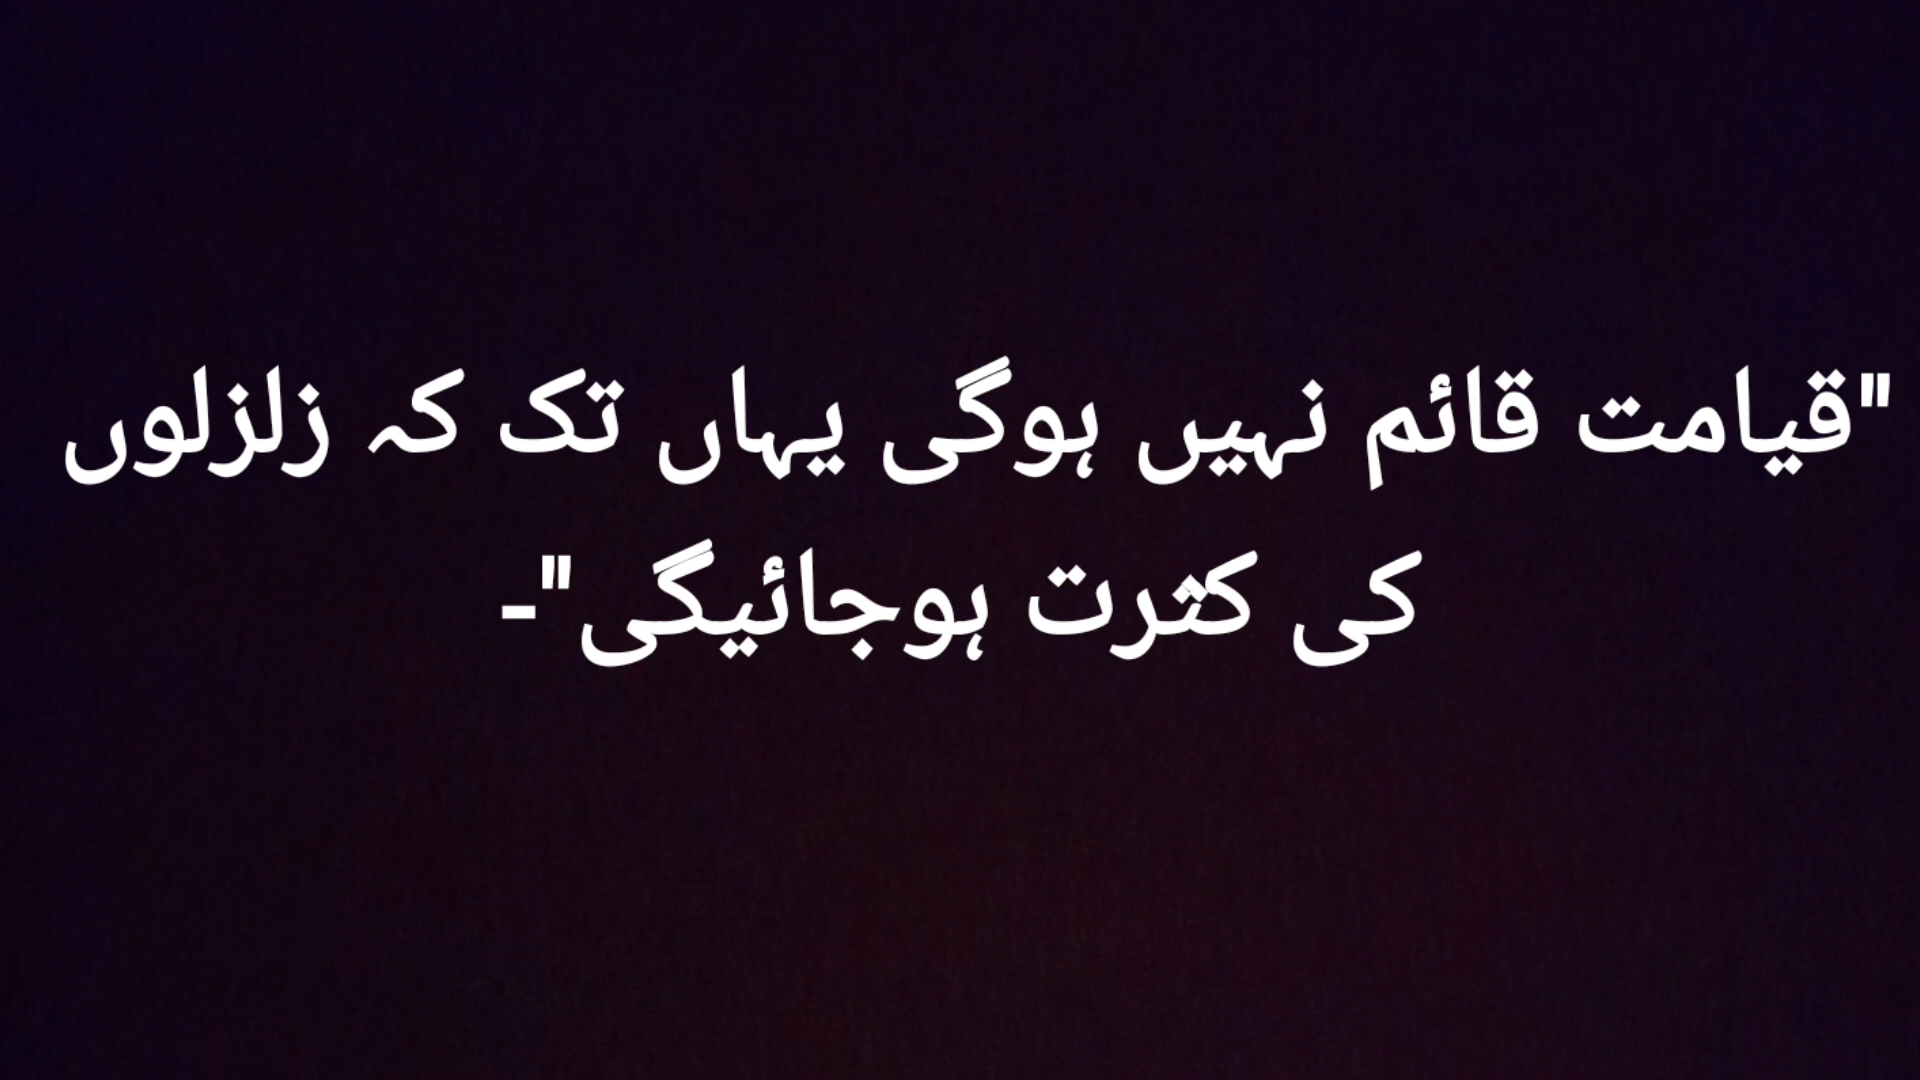 "قیامت قائم نہیں ہوگی یہاں تک کہ زلزلوں
کی کثرت ہوجائیگی"-